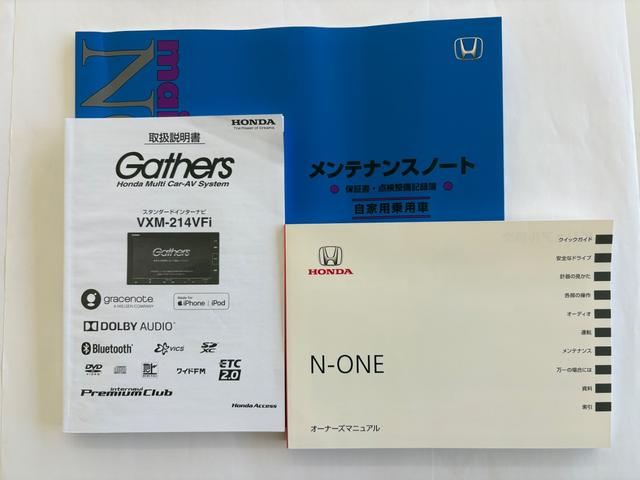 mai
N
メンテナンスノート
保証書・点検整備記録簿
自家用乗用車
HONDA
The Power of Dreams
取扱説明書
Gathers
Honda Multi Car-AV System
スタンダードインターナビ
VXM-214VFi
gracenote.
A NIELSEN COMPANY
Made for
iPhone | iPod
DOLBY AUDIO™
Bluetooth®
VICS
SD XC
DVD
VIDEO
ワイドFM
ETC 2.0
internavi
Premium Club
Honda Access
HONDA
N-ONE
オーナーズマニュアル
クイックガイド
安全なドライブ
計器の見かた
各部の操作
オーディオ
運転
メンテナンス
万一の場合には
資料
索引